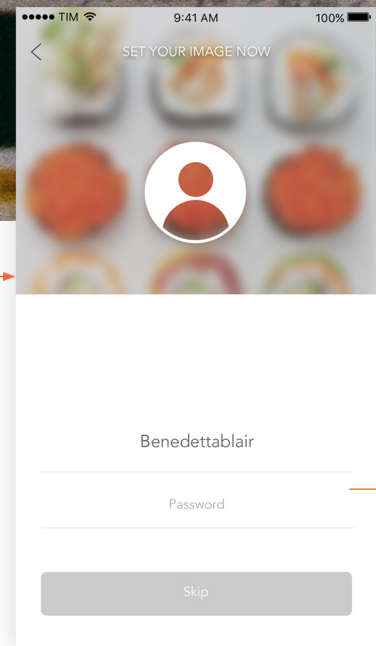 TIM 9:41 AM 100%
SET YOUR IMAGE NOW
Benedettablair
Password
Skip